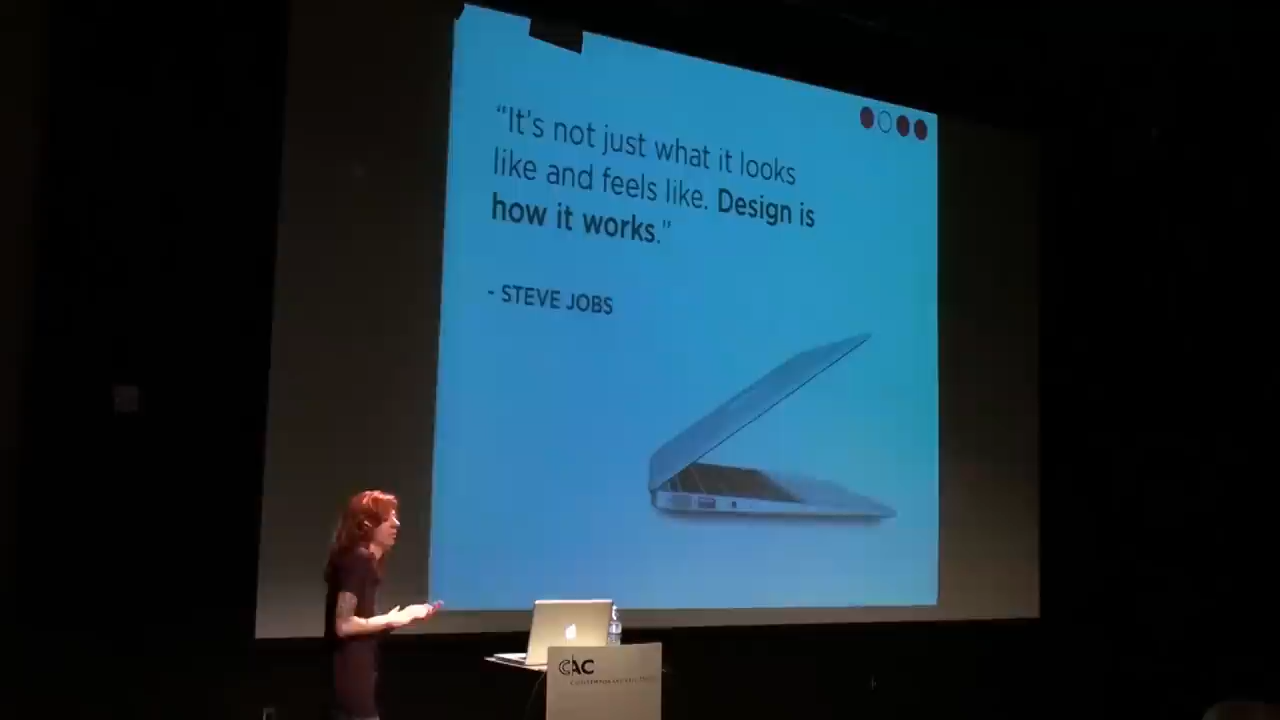 “It’s not just what it looks
like and feels like. Design is
how it works.”
- STEVE JOBS
CAC